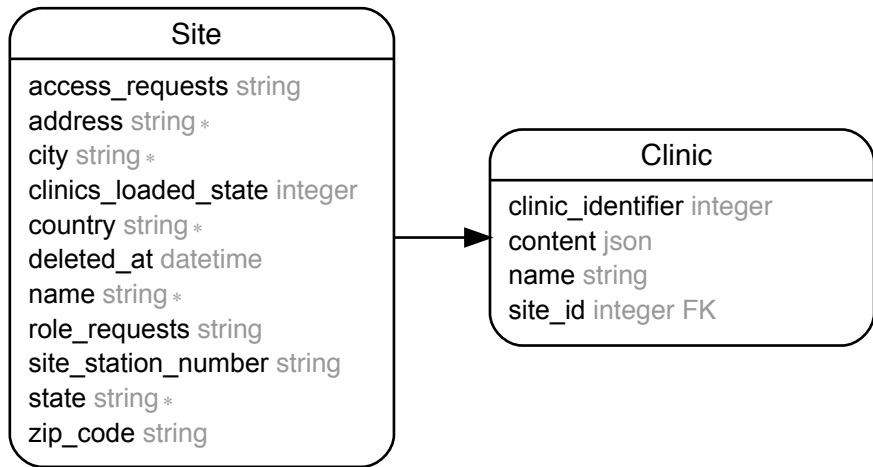 Site
access_requests string
address string *
city string *
clinics_loaded_state integer
country string *
deleted_at datetime
name string *
role_requests string
site_station_number string
state string *
zip_code string
Clinic
clinic_identifier integer
content json
name string
site_id integer FK